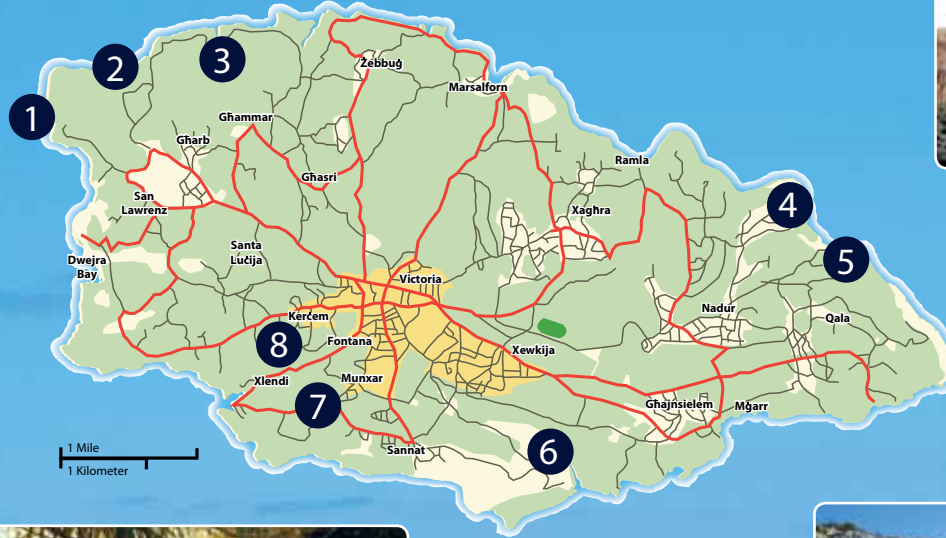 1
2
3
4
5
6
7
8
Żebbuġ
Marsalforn
Għammar
Għarb
Għasri
San
Lawrenz
Santa
Luċija
Dwejra
Bay
Ramla
Xagħra
Victoria
Kerċem
Fontana
Xewkija
Nadur
Qala
Xlendi
Munxar
Għajnsielem
Mġarr
Sannat
1 Mile
1 Kilometer